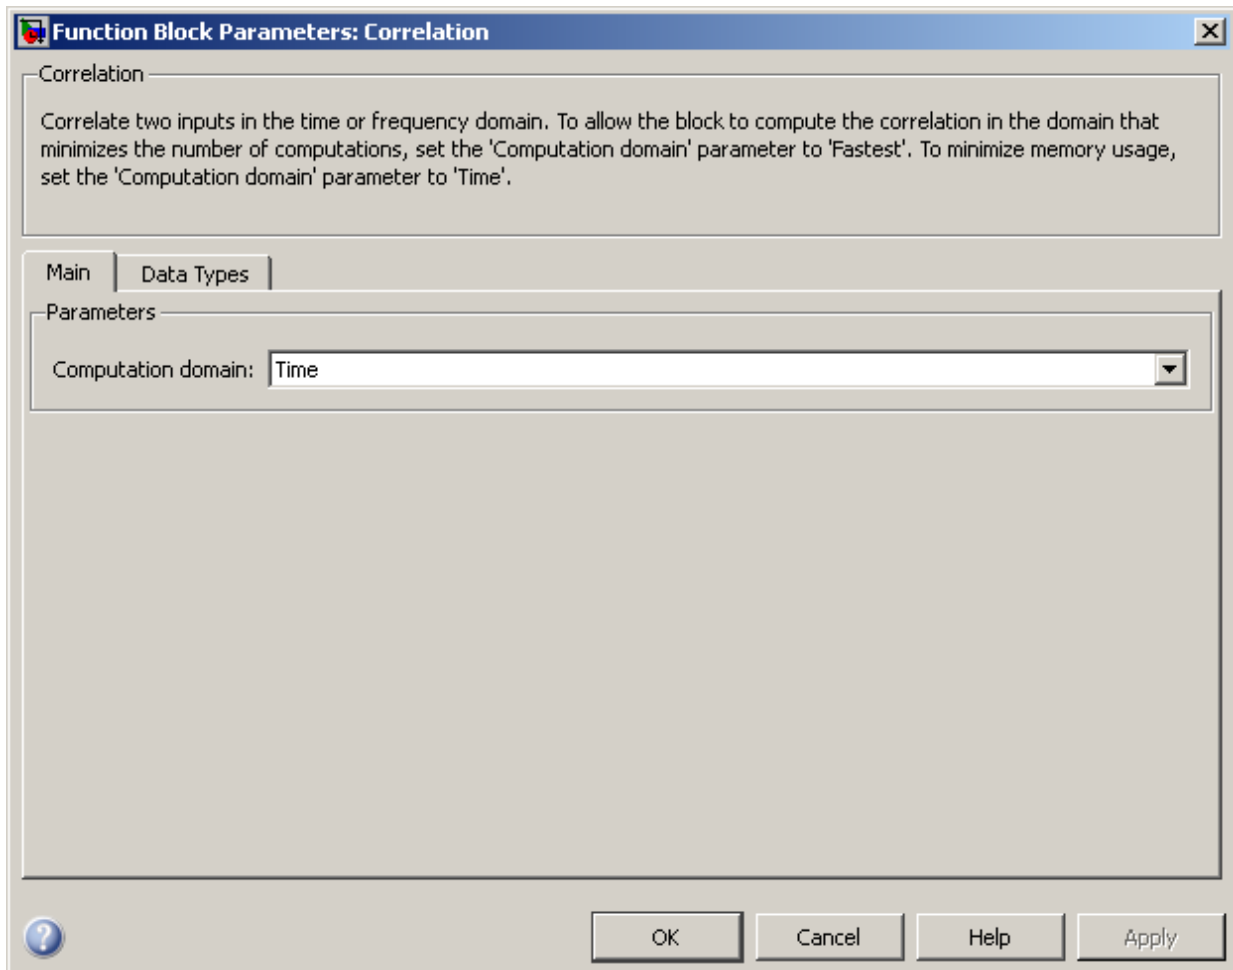 Function Block Parameters: Correlation
Correlation
Correlate two inputs in the time or frequency domain. To allow the block to compute the correlation in the domain that
minimizes the number of computations, set the 'Computation domain' parameter to 'Fastest'. To minimize memory usage,
set the 'Computation domain' parameter to 'Time'.
Main Data Types
Parameters
Computation domain: Time
? OK Cancel Help Apply